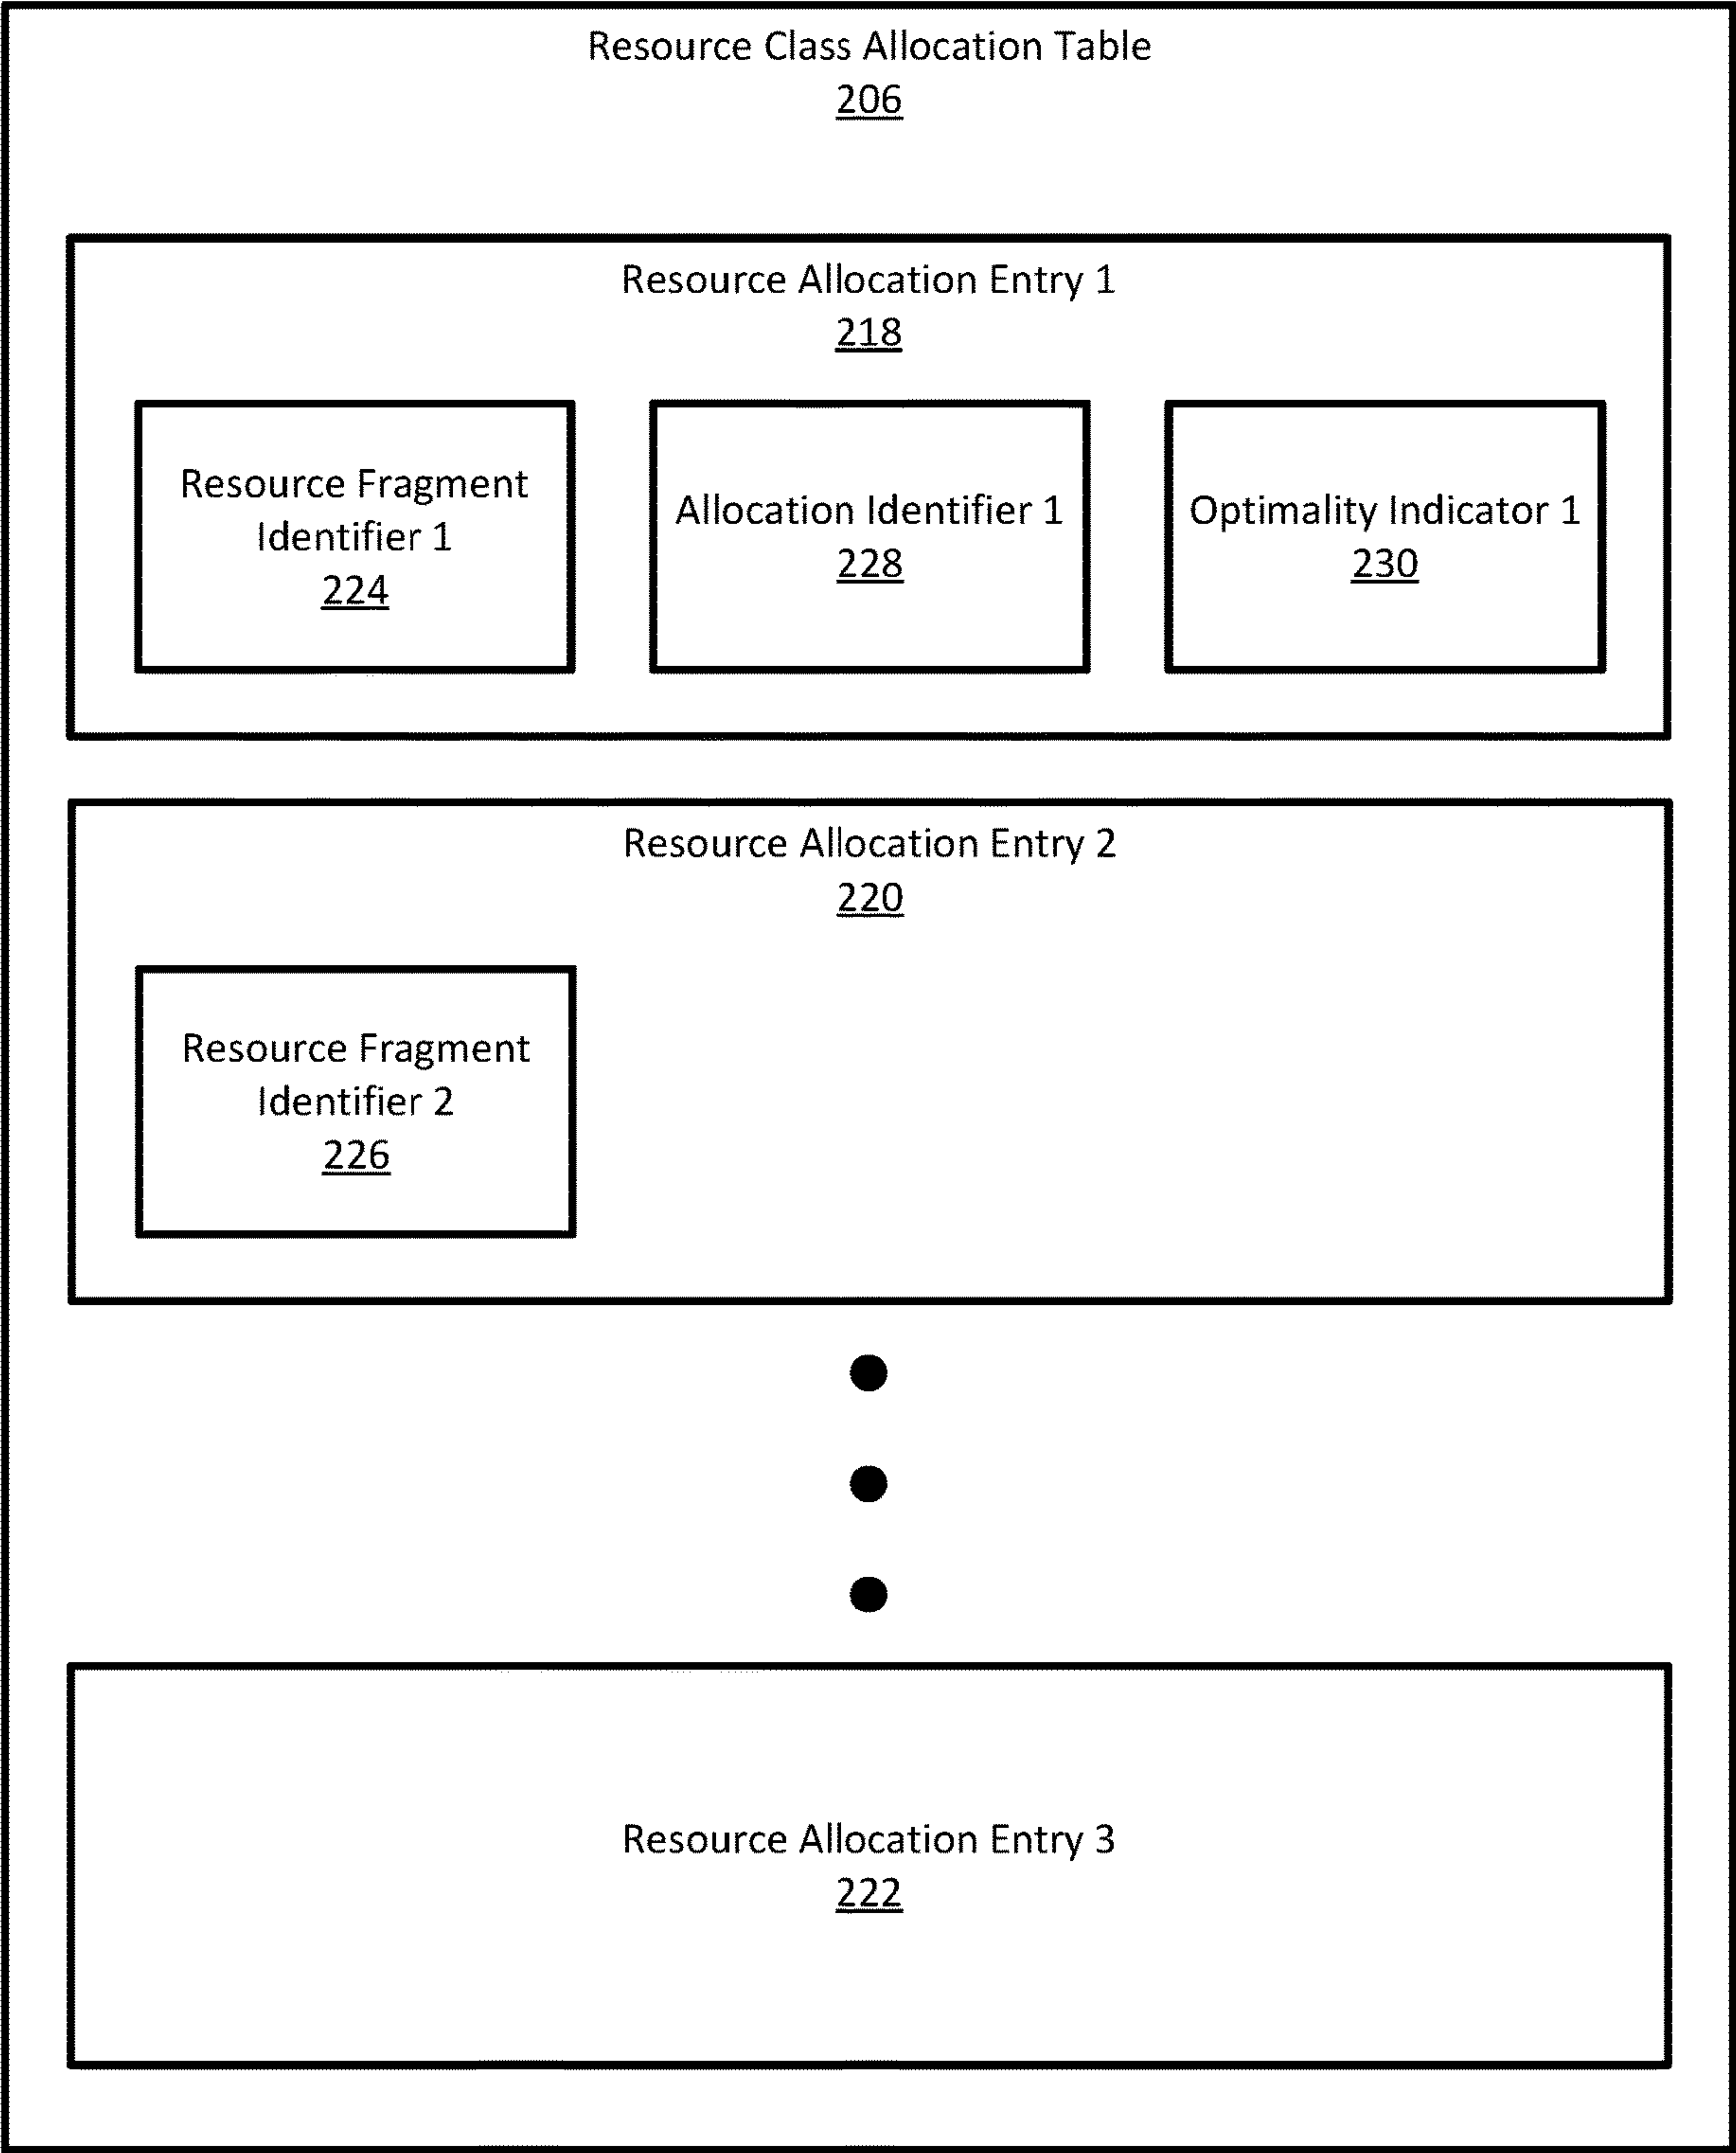 Resource Class Allocation Table
206
Resource Allocation Entry 1
218
Resource Fragment
Identifier 1
224
Allocation Identifier 1
228
Optimality Indicator 1
230
Resource Allocation Entry 2
220
Resource Fragment
Identifier 2
226
Resource Allocation Entry 3
222